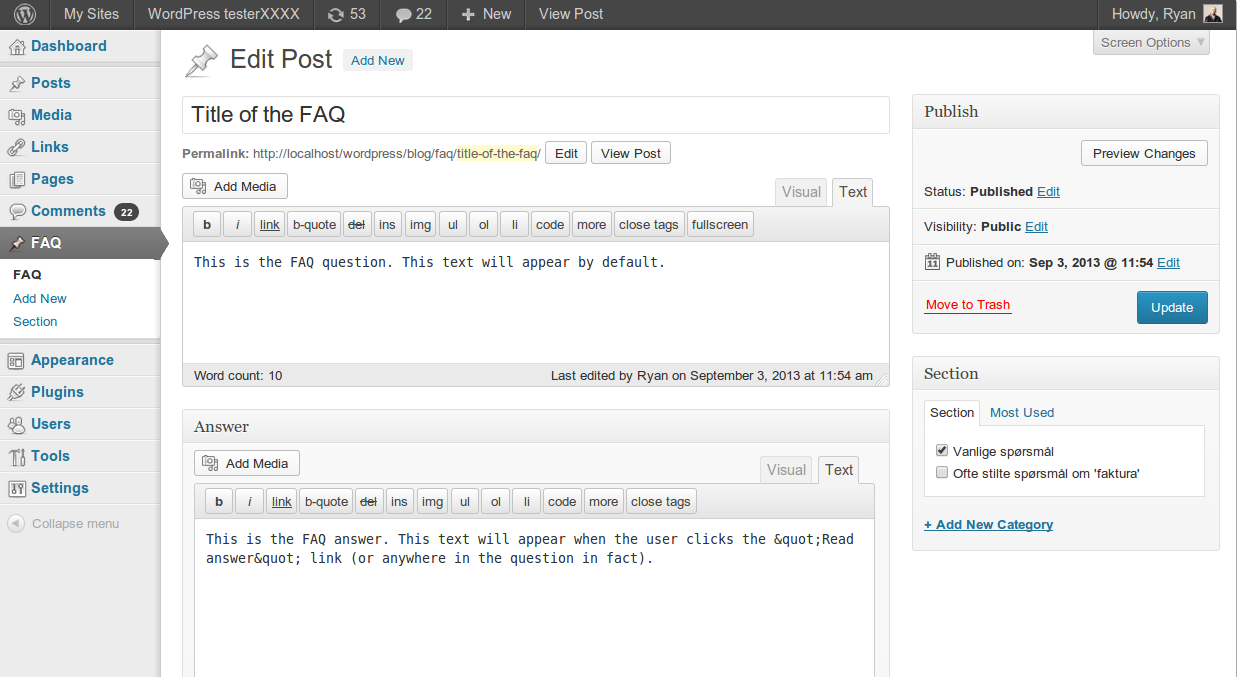 My Sites WordPress testerXXXX 53 22 New View Post Howdy, Ryan
Screen Options
Dashboard
Posts
Media
Links
Pages
Comments 22
FAQ
FAQ
Add New
Section
Appearance
Plugins
Users
Tools
Settings
Collapse menu
Edit Post Add New
Title of the FAQ
Permalink: http://localhost/wordpress/blog/faq/title-of-the-faq/ Edit View Post
Add Media Visual Text
b i link b-quote del ins img ul ol li code more close tags fullscreen
This is the FAQ question. This text will appear by default.
Word count: 10 Last edited by Ryan on September 3, 2013 at 11:54 am
Answer
Add Media Visual Text
b i link b-quote del ins img ul ol li code more close tags
This is the FAQ answer. This text will appear when the user clicks the &quot;Read
answer&quot; link (or anywhere in the question in fact).
Publish
Preview Changes
Status: Published Edit
Visibility: Public Edit
11 Published on: Sep 3, 2013 @ 11:54 Edit
Move to Trash Update
Section
Section Most Used
Vanlige spørsmål
Ofte stilte spørsmål om 'faktura'
+ Add New Category